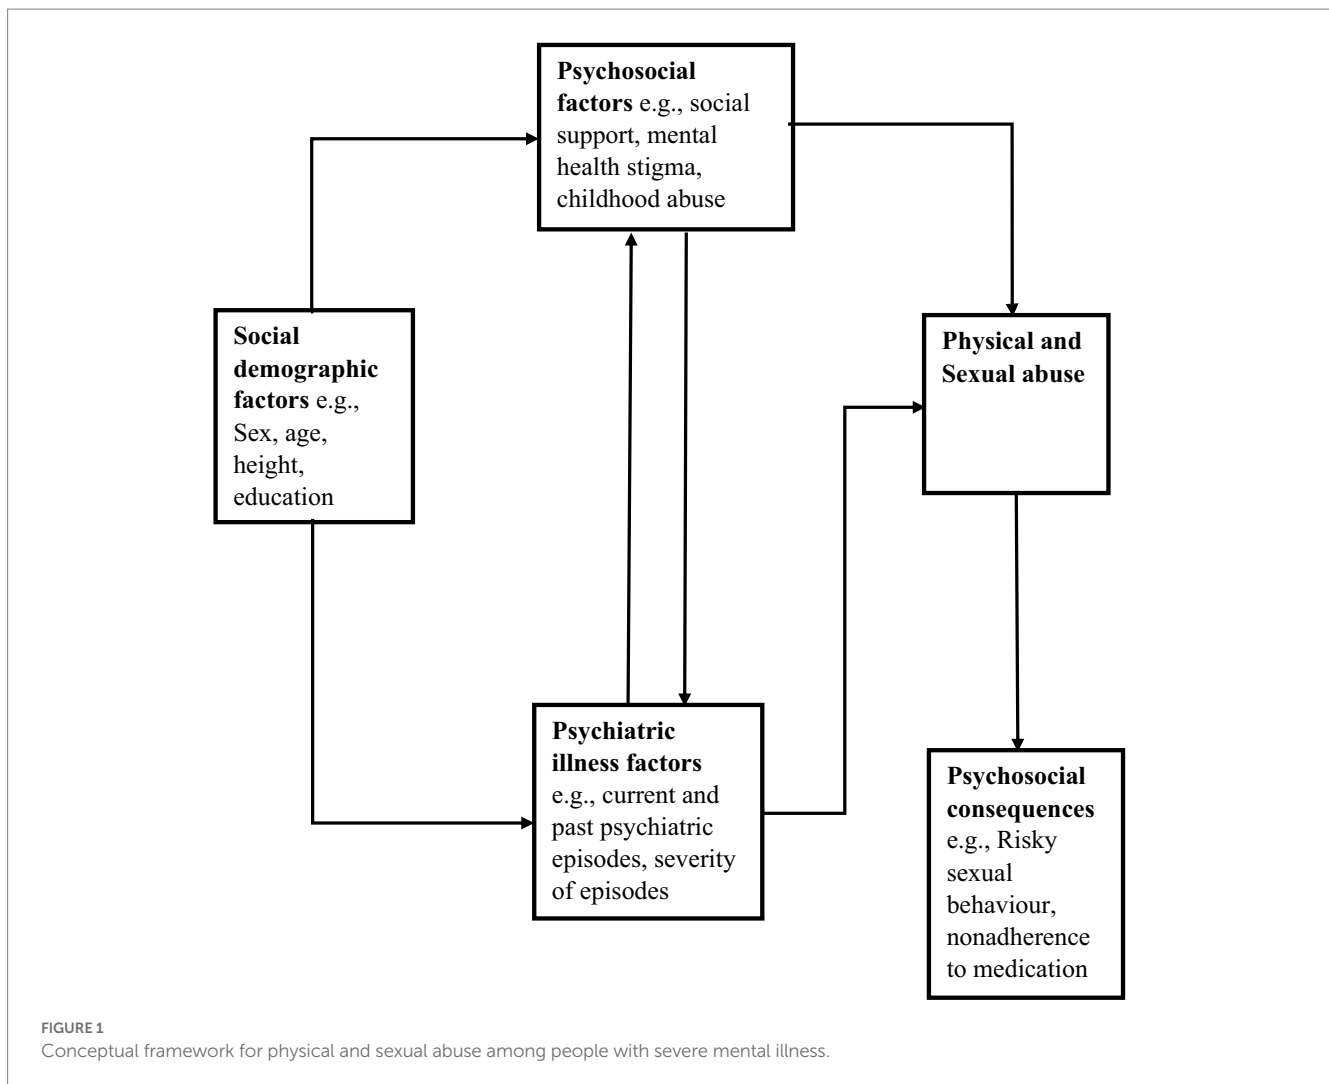 Psychosocial
factors e.g., social
support, mental
health stigma,
childhood abuse
Social
demographic
factors e.g.,
Sex, age,
height,
education
Physical and
Sexual abuse
Psychiatric
illness factors
e.g., current and
past psychiatric
episodes, severity
of episodes
Psychosocial
consequences
e.g., Risky
sexual
behaviour,
nonadherence
to medication
FIGURE 1
Conceptual framework for physical and sexual abuse among people with severe mental illness.